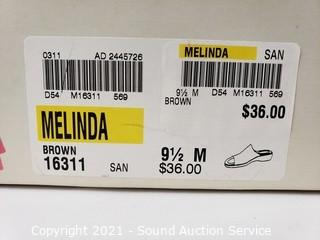 0311 AD 2445726
D54 M16311 569
MELINDA
BROWN
16311 SAN
9½ M
$36.00
MELINDA SAN
9½ M D54 M16311 569
BROWN
$36.00
Copyright 2021 - Sound Auction Service